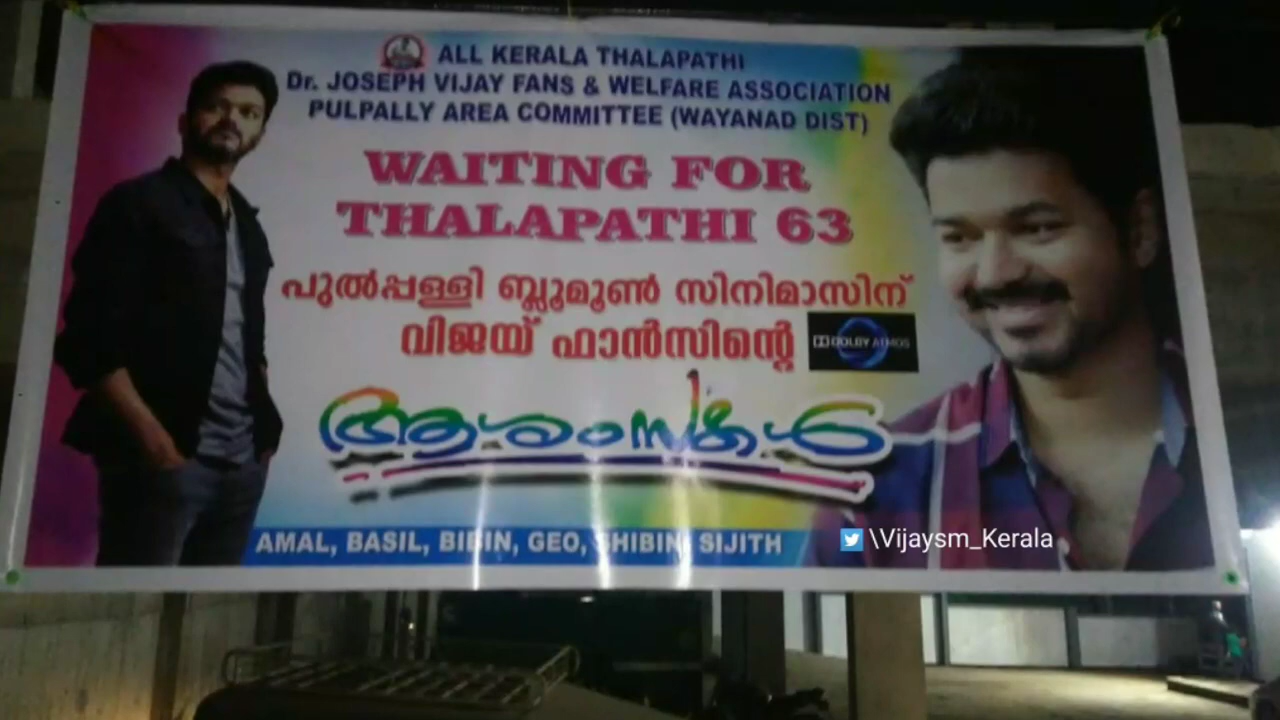 ALL KERALA THALAPATHI
Dr. JOSEPH VIJAY FANS & WELFARE ASSOCIATION
PULPALLY AREA COMMITTEE (WAYANAD DIST)
WAITING FOR
THALAPATHI 63
പുൽപ്പള്ളി ബ്ലൂമൂൺ സിനിമാസിന്
വിജയ് ഫാൻസിന്റെ DOLBY ATMOS
ആശംസകൾ
AMAL, BASIL, BIBIN, GEO, SHIBIN, SIJITH
\Vijaysm_Kerala